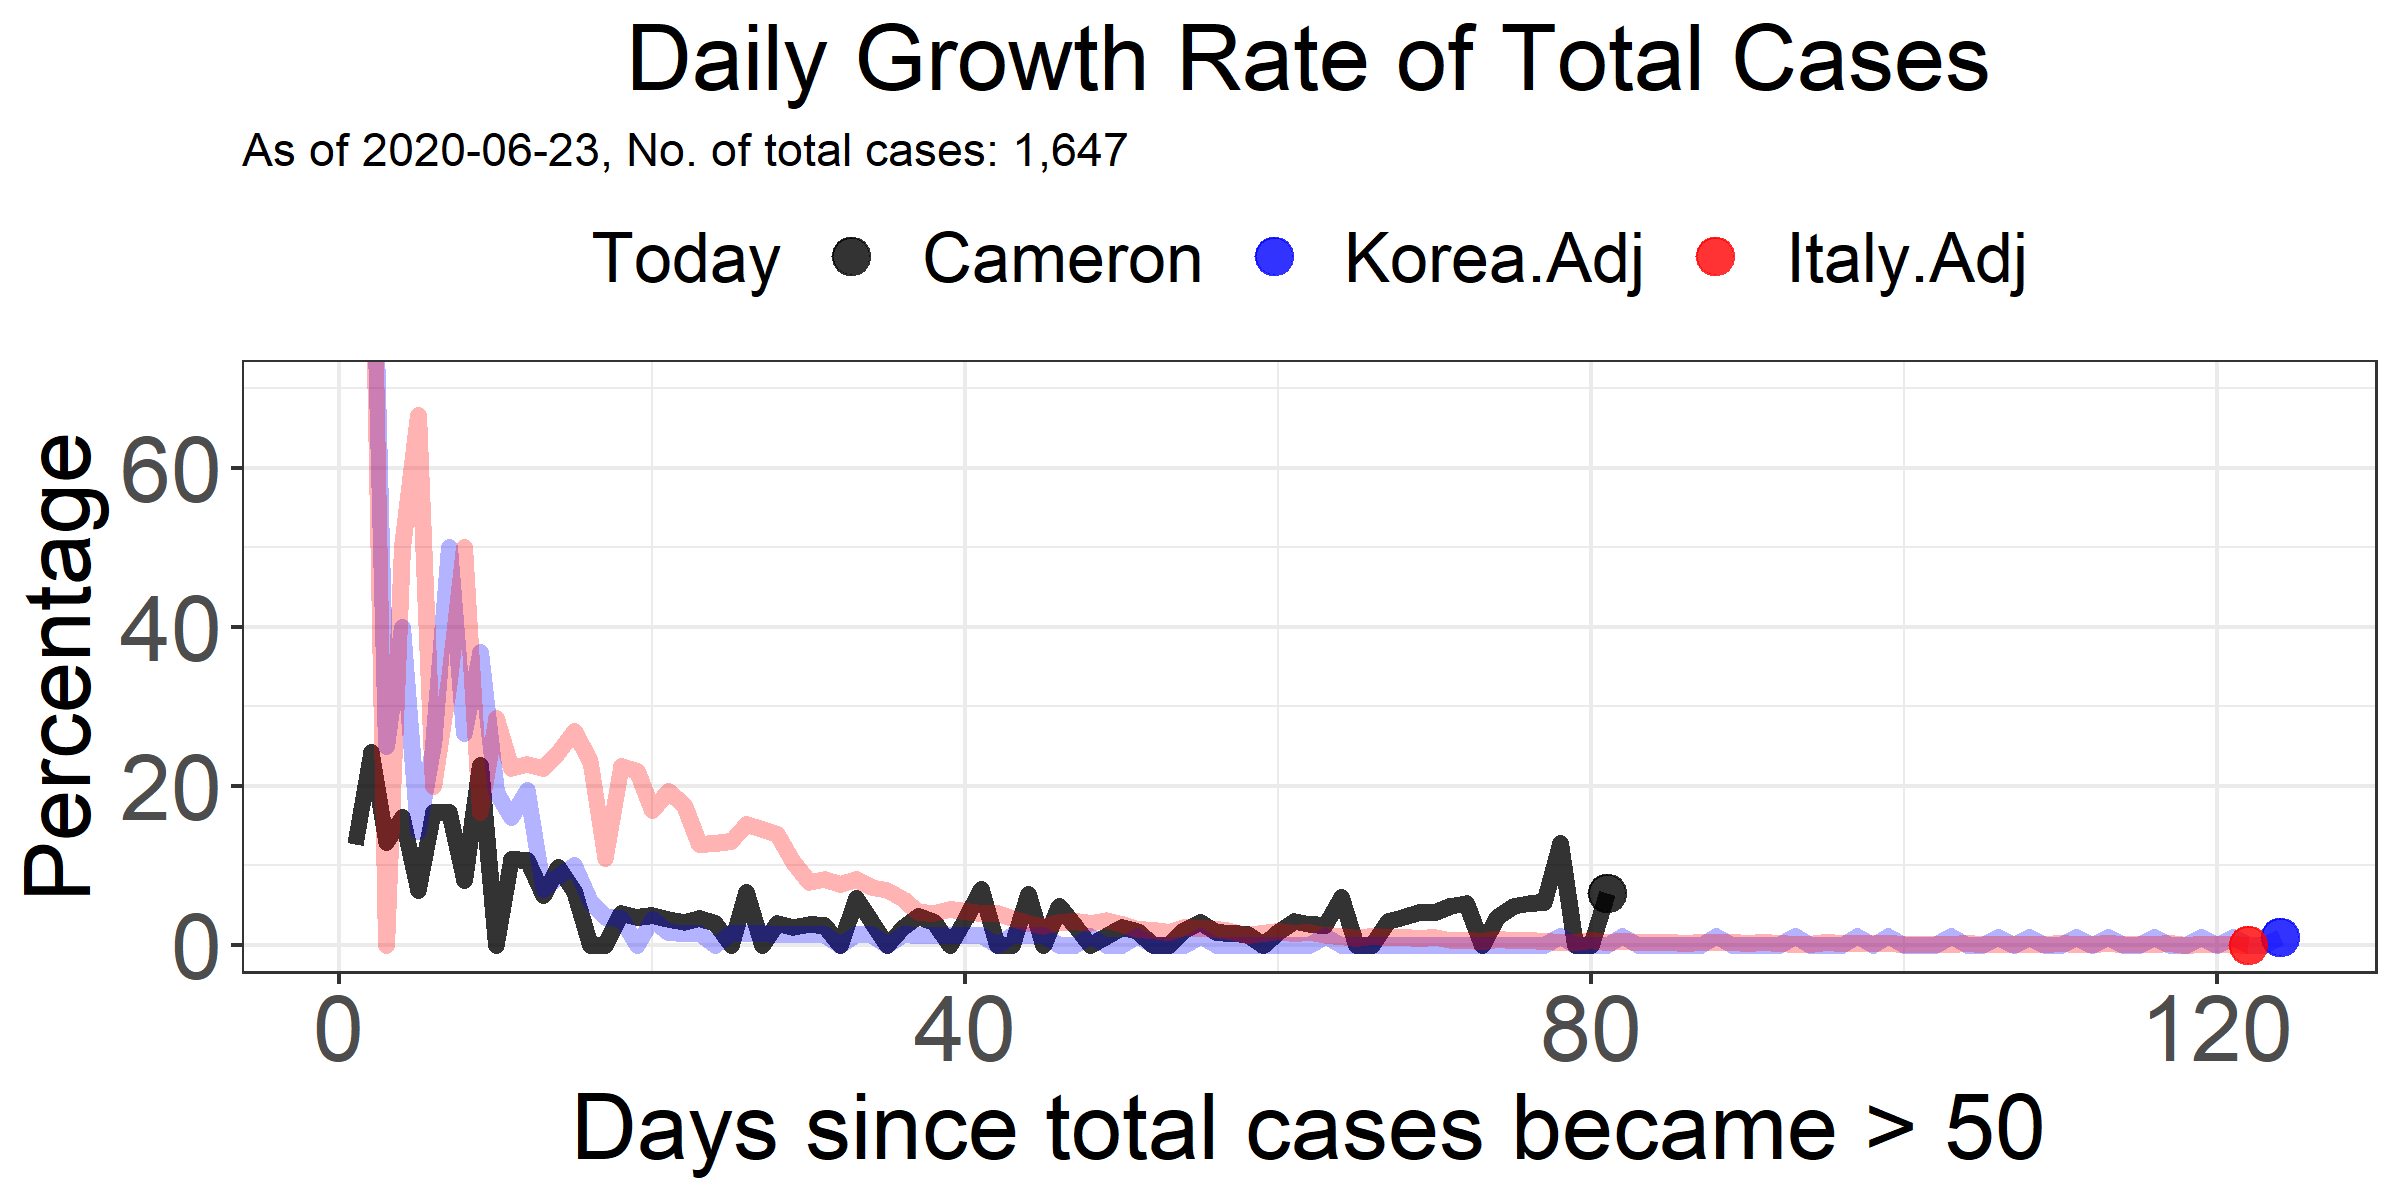 Daily Growth Rate of Total Cases
As of 2020-06-23, No. of total cases: 1,647
Today Cameron Korea.Adj Italy.Adj
Percentage
60
40
20
0
0 40 80 120
Days since total cases became > 50